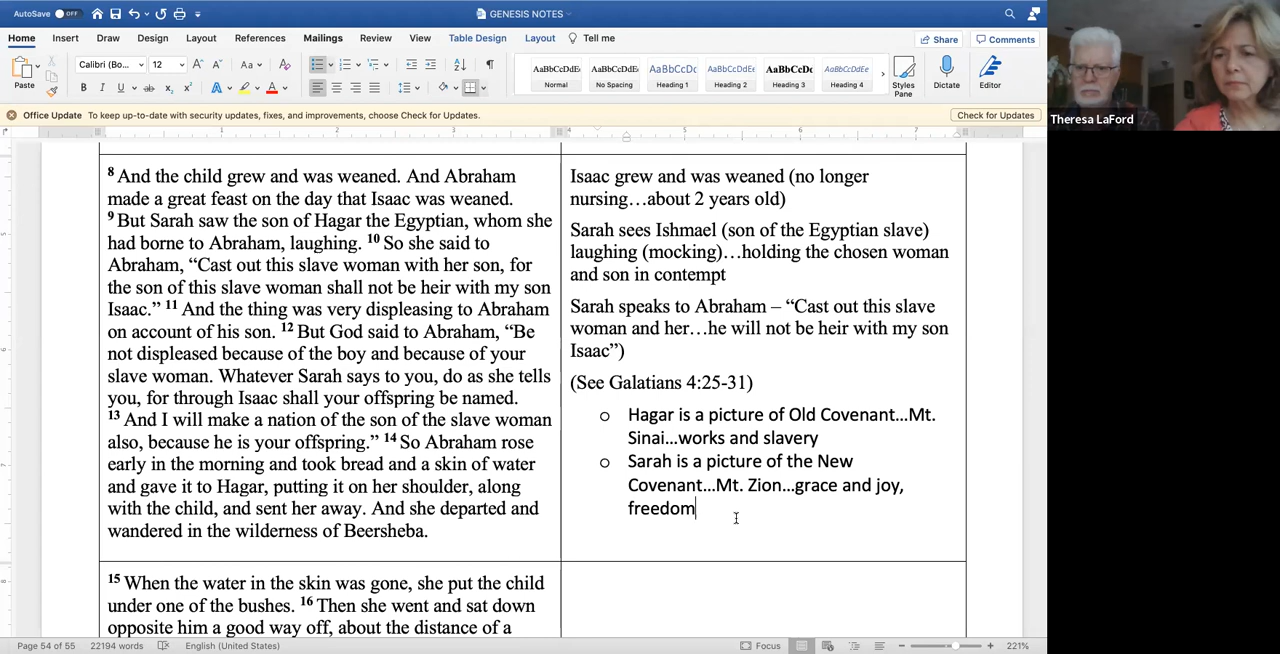 AutoSave OFF GENESIS NOTES
Home Insert Draw Design Layout References Mailings Review View Table Design Layout Tell me Share Comments
Paste Calibri (Bo... 12 A A Aa A
B I U ab x₂ x² A A
AaBbCcDdEe AaBbCcDdEe AaBbCcDc AaBbCcDdEe AaBbCcDd AaBbCcDdEe
Normal No Spacing Heading 1 Heading 2 Heading 3 Heading 4 Styles Pane Dictate Editor
Office Update To keep up-to-date with security updates, fixes, and improvements, choose Check for Updates. Check for Updates
Theresa LaFord
1 2 3 4 5 6 7
8 And the child grew and was weaned. And Abraham
made a great feast on the day that Isaac was weaned.
9 But Sarah saw the son of Hagar the Egyptian, whom she
had borne to Abraham, laughing. 10 So she said to
Abraham, “Cast out this slave woman with her son, for
the son of this slave woman shall not be heir with my son
Isaac.” 11 And the thing was very displeasing to Abraham
on account of his son. 12 But God said to Abraham, “Be
not displeased because of the boy and because of your
slave woman. Whatever Sarah says to you, do as she tells
you, for through Isaac shall your offspring be named.
13 And I will make a nation of the son of the slave woman
also, because he is your offspring.” 14 So Abraham rose
early in the morning and took bread and a skin of water
and gave it to Hagar, putting it on her shoulder, along
with the child, and sent her away. And she departed and
wandered in the wilderness of Beersheba.
Isaac grew and was weaned (no longer
nursing…about 2 years old)
Sarah sees Ishmael (son of the Egyptian slave)
laughing (mocking)…holding the chosen woman
and son in contempt
Sarah speaks to Abraham – “Cast out this slave
woman and her…he will not be heir with my son
Isaac”)
(See Galatians 4:25-31)
o Hagar is a picture of Old Covenant…Mt.
Sinai…works and slavery
o Sarah is a picture of the New
Covenant…Mt. Zion…grace and joy,
freedom
15 When the water in the skin was gone, she put the child
under one of the bushes. 16 Then she went and sat down
opposite him a good way off, about the distance of a
Page 54 of 55 22194 words English (United States) Focus 221%